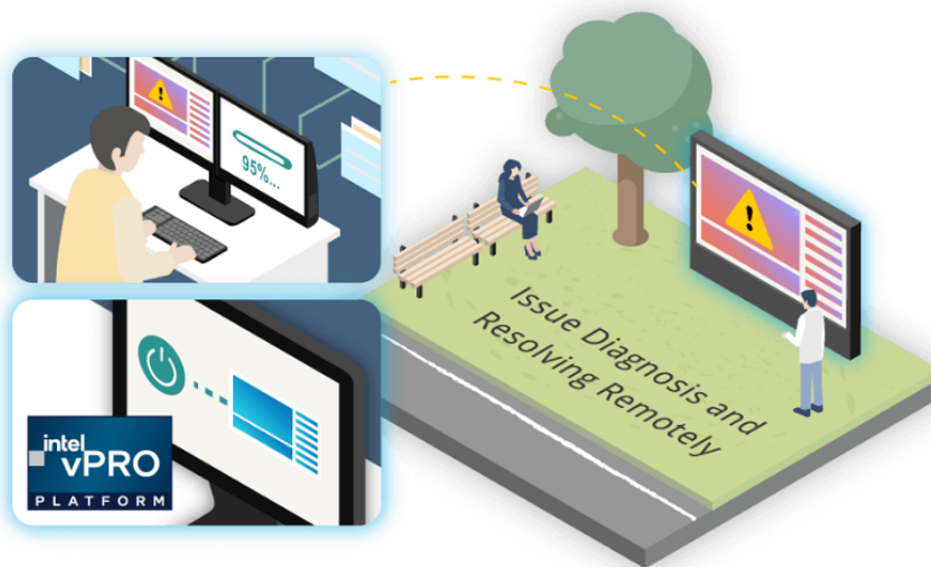 95%...
intel
vPRO
PLATFORM
Issue Diagnosis and
Resolving Remotely